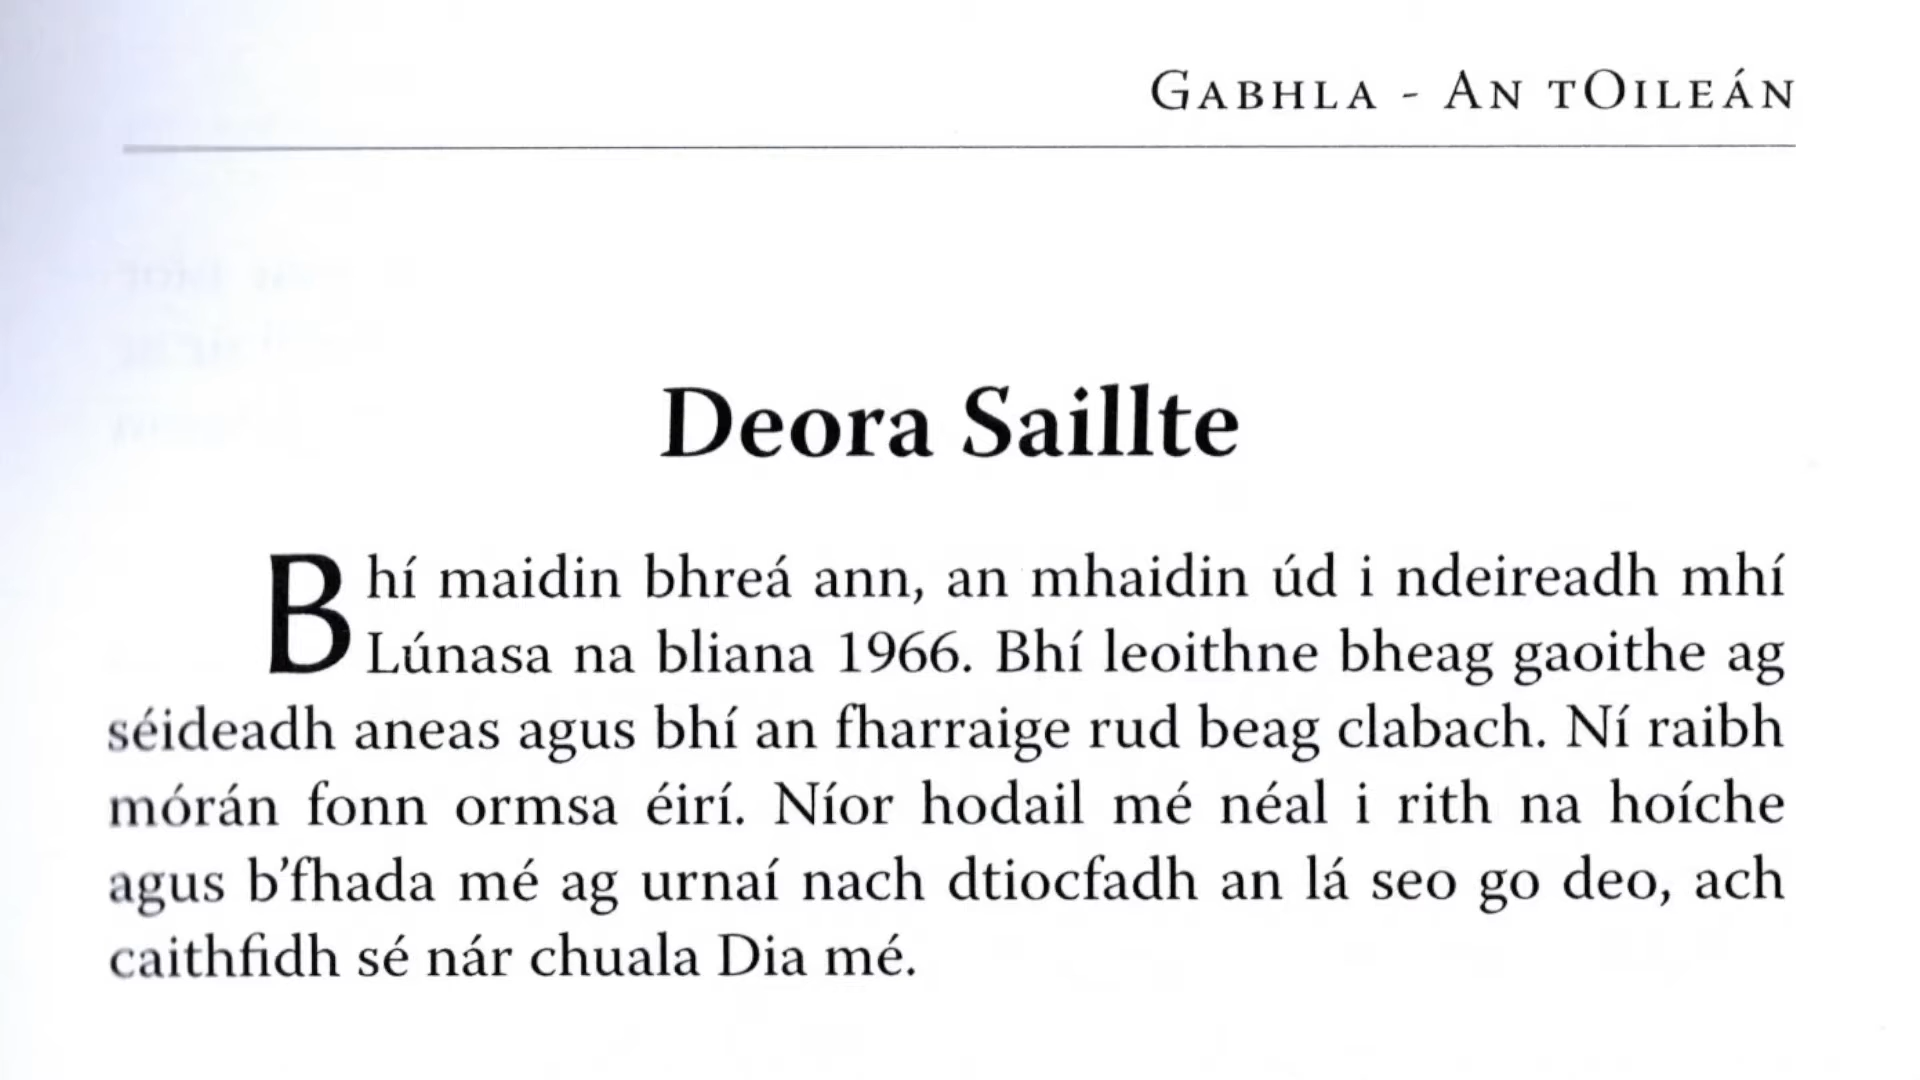 Gabhla - An tOileán
Deora Saillte
Bhí maidin bhreá ann, an mhaidin úd i ndeireadh mhí
Lúnasa na bliana 1966. Bhí leoithne bheag gaoithe ag
séideadh aneas agus bhí an fharraige rud beag clabach. Ní raibh
mórán fonn ormsa éirí. Níor hodail mé néal i rith na hoíche
agus b’fhada mé ag urnaí nach dtiocfadh an lá seo go deo, ach
caithfidh sé nár chuala Dia mé.